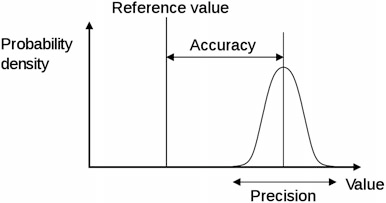 Reference value
Probability
density
Accuracy
Value
Precision